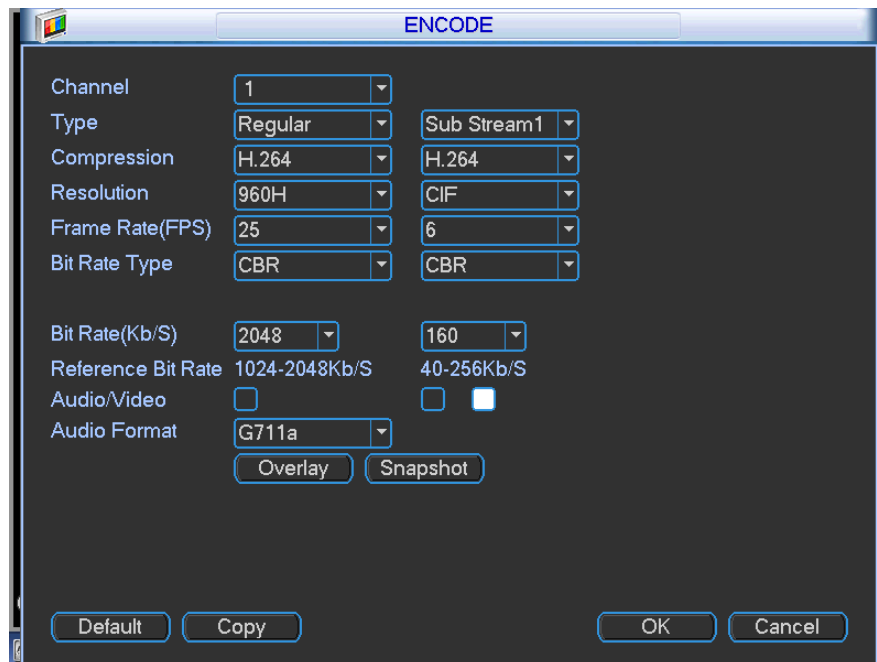 ENCODE
Channel 1
Type Regular Sub Stream1
Compression H.264 H.264
Resolution 960H CIF
Frame Rate(FPS) 25 6
Bit Rate Type CBR CBR
Bit Rate(Kb/S) 2048 160
Reference Bit Rate 1024-2048Kb/S 40-256Kb/S
Audio/Video
Audio Format G711a
Overlay Snapshot
Default Copy OK Cancel